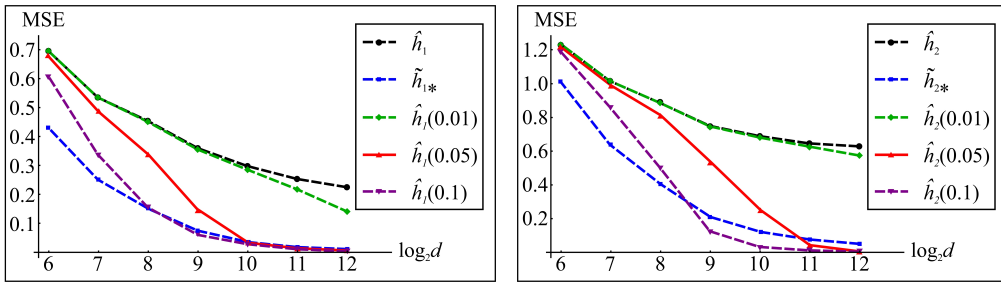 MSE
0.7
0.6
0.5
0.4
0.3
0.2
0.1
6 7 8 9 10 11 12
log₂d
ĥ₁
h̃₁*
ĥ₁(0.01)
ĥ₁(0.05)
ĥ₁(0.1)
MSE
1.2
1.0
0.8
0.6
0.4
0.2
6 7 8 9 10 11 12
log₂d
ĥ₂
h̃₂*
ĥ₂(0.01)
ĥ₂(0.05)
ĥ₂(0.1)